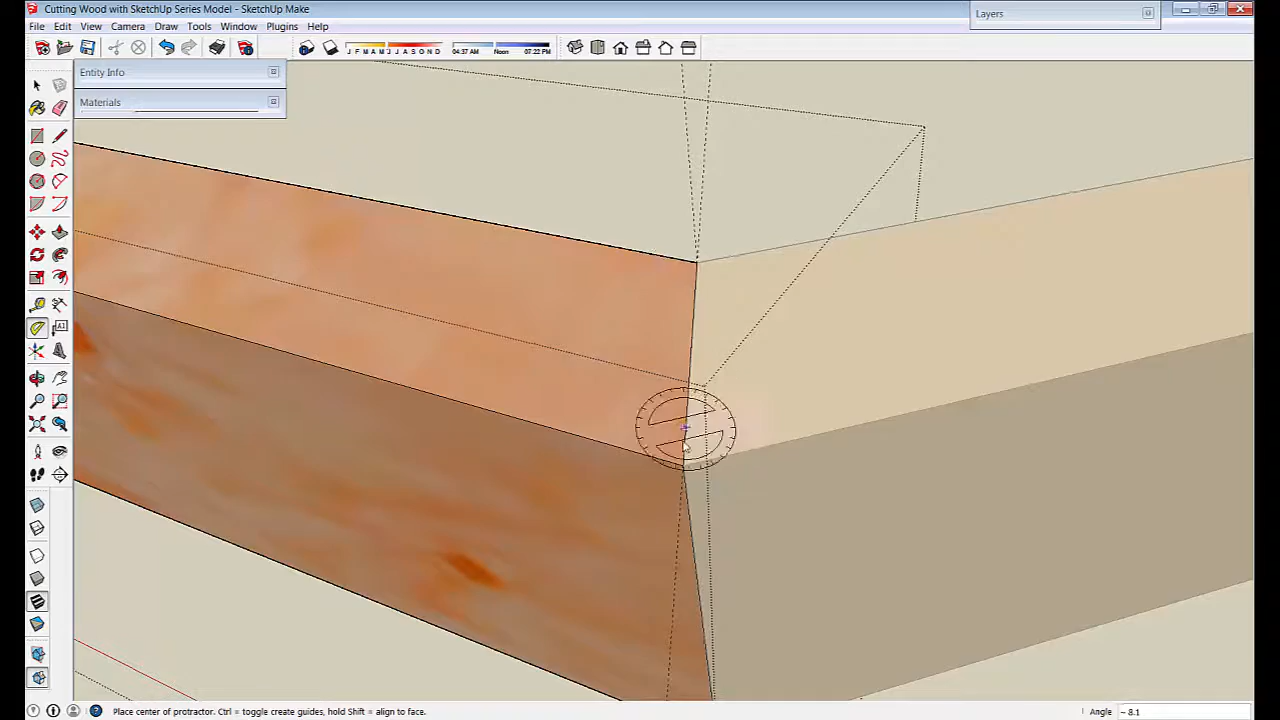 Cutting Wood with SketchUp Series Model - SketchUp Make
Layers
File Edit View Camera Draw Tools Window Plugins Help
J F M A M J J A S O N D
04:37 AM Noon 07:22 PM
Entity Info
Materials
A1
Place center of protractor. Ctrl = toggle create guides, hold Shift = align to face.
Angle ~ 8.1